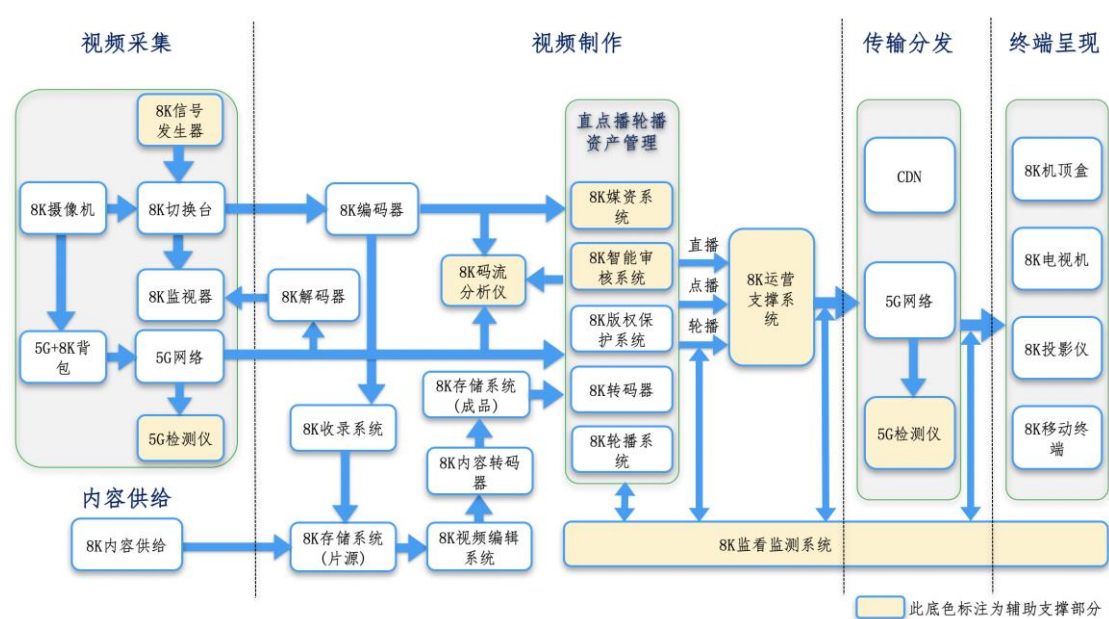 视频采集
视频制作
传输分发
终端呈现
8K信号
发生器
8K摄像机
8K切换台
8K监视器
5G+8K背
包
5G网络
5G检测仪
内容供给
8K内容供给
8K编码器
8K解码器
8K码流
分析仪
8K收录系统
8K存储系统
(成品)
8K内容转码
器
8K存储系统
(片源)
8K视频编辑
系统
直点播轮播
资产管理
8K媒资系
统
8K智能审
核系统
8K版权保
护系统
8K转码器
8K轮播系
统
直播
点播
轮播
8K运营
支撑系
统
CDN
5G网络
5G检测仪
8K机顶盒
8K电视机
8K投影仪
8K移动终
端
8K监看监测系统
此底色标注为辅助支撑部分